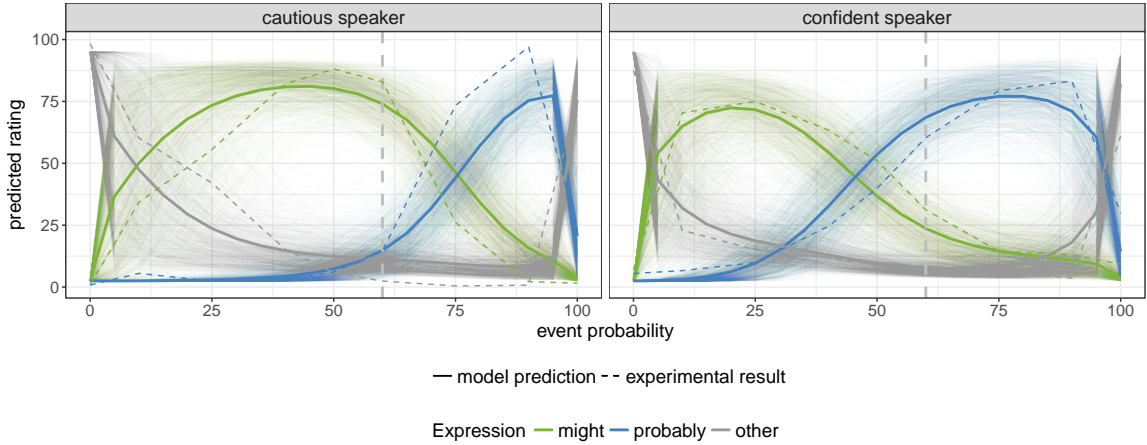 cautious speaker confident speaker
100
75
50
25
0
predicted rating
0 25 50 75 100 0 25 50 75 100
event probability
model prediction experimental result
Expression might probably other